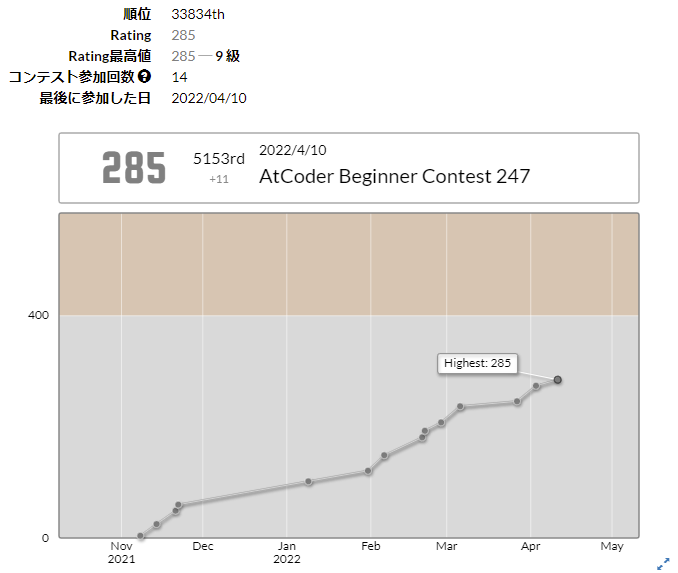 順位 33834th
Rating 285
Rating最高値 285 ― 9 級
コンテスト参加回数 14
最後に参加した日 2022/04/10
285 5153rd +11 2022/4/10 AtCoder Beginner Contest 247
400
Highest: 285
0
Nov 2021 Dec Jan 2022 Feb Mar Apr May